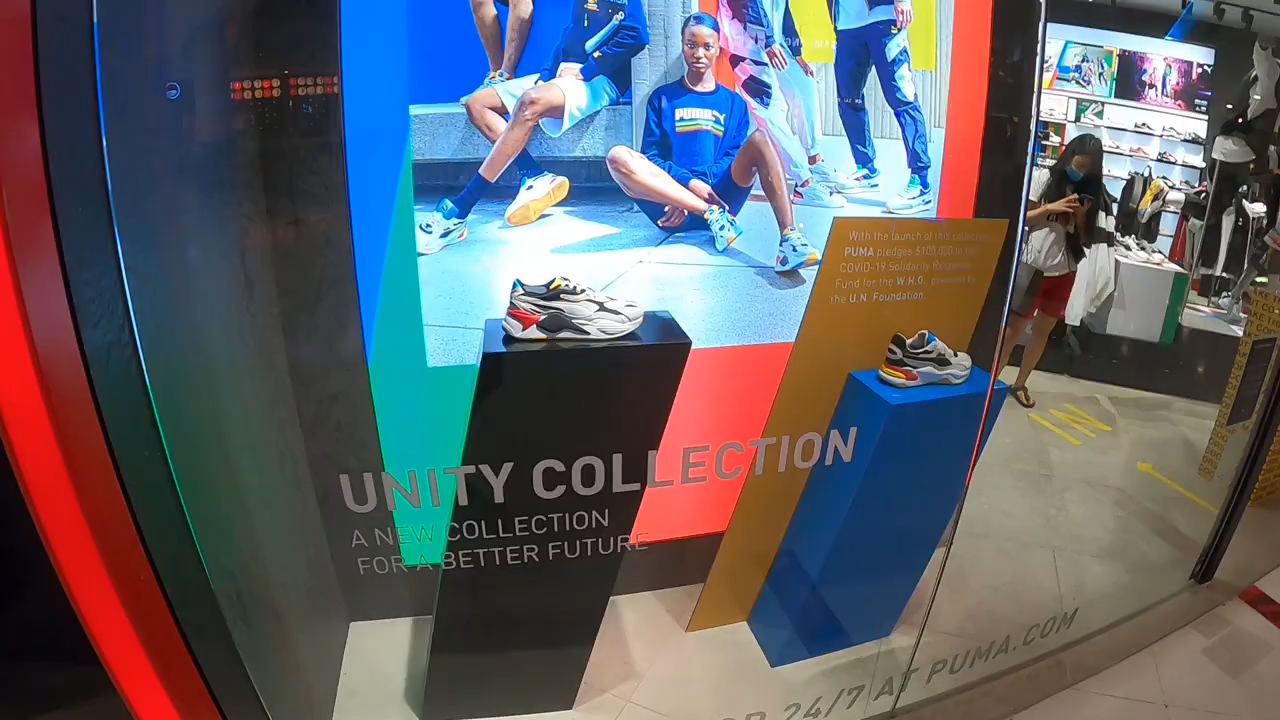 PUMA
With the launch of this collection
PUMA pledges $100,000 to the
COVID-19 Solidarity Response
Fund for the W.H.O. powered by
the U.N. Foundation.
UNITY COLLECTION
A NEW COLLECTION
FOR A BETTER FUTURE
24/7 AT PUMA.COM